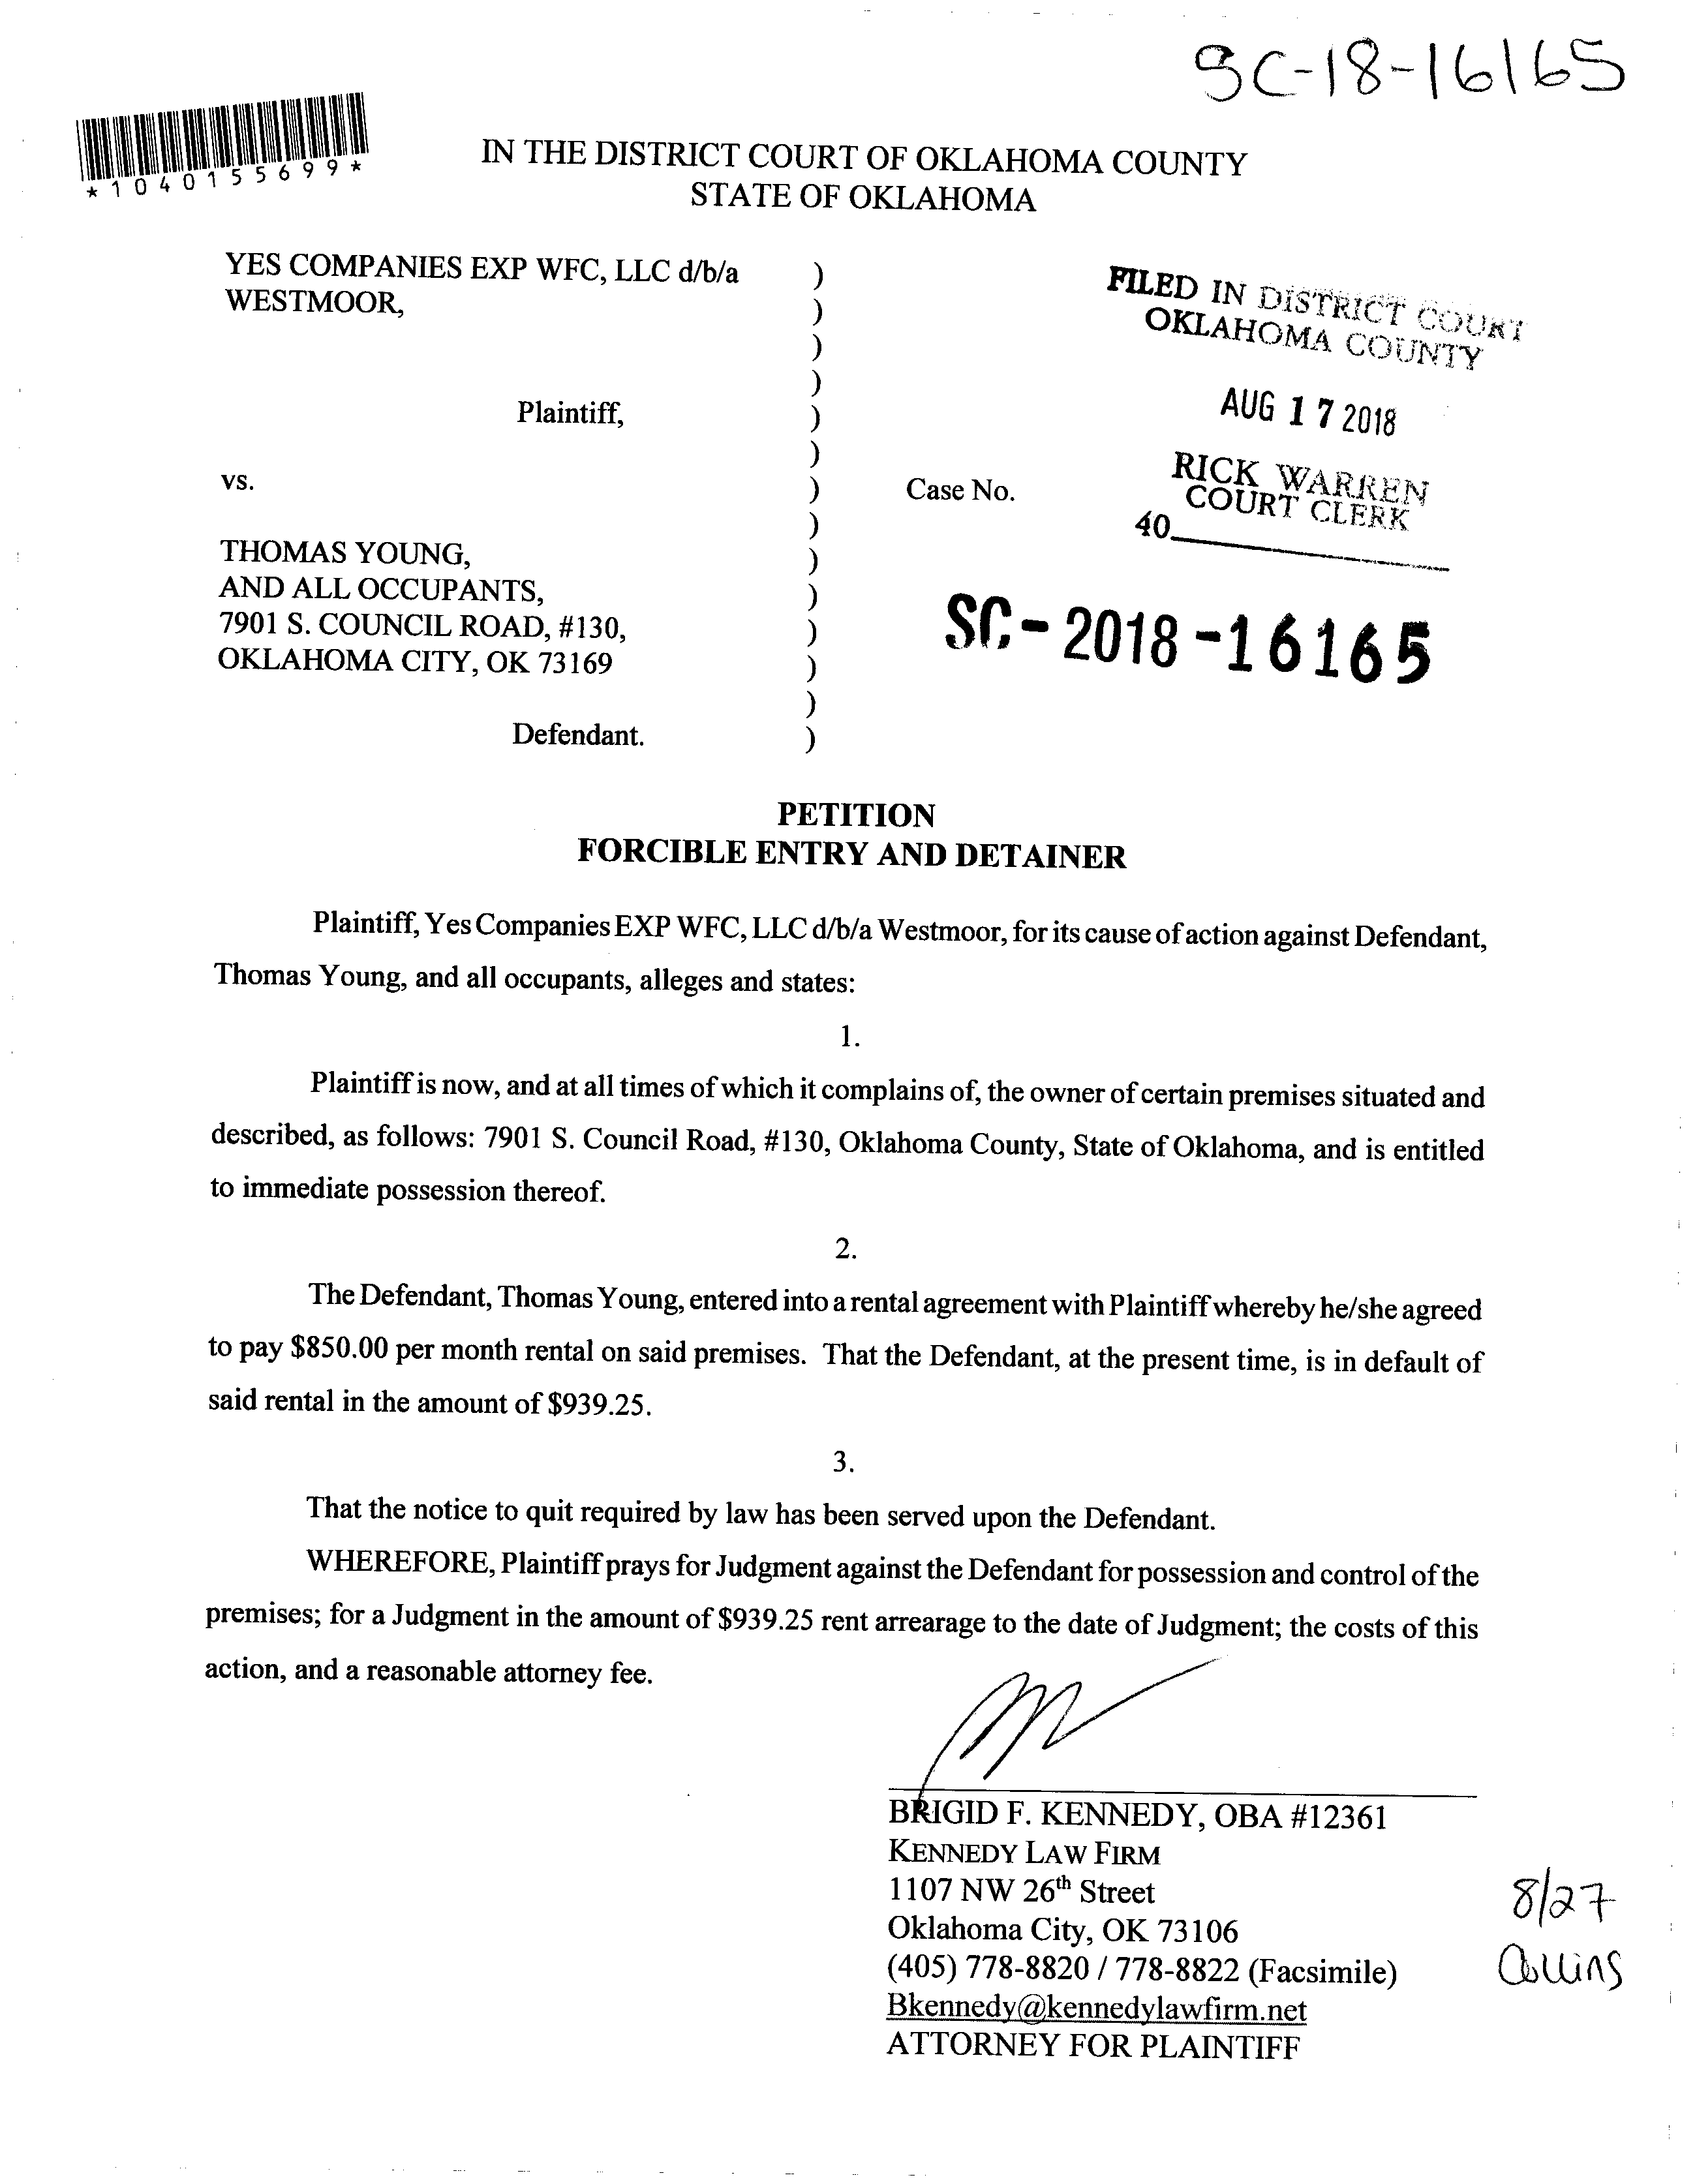 SC-18-16165
*1040155699*
IN THE DISTRICT COURT OF OKLAHOMA COUNTY
STATE OF OKLAHOMA
YES COMPANIES EXP WFC, LLC d/b/a )
WESTMOOR, )
)
)
Plaintiff, )
)
vs. )
)
THOMAS YOUNG, )
AND ALL OCCUPANTS, )
7901 S. COUNCIL ROAD, #130, )
OKLAHOMA CITY, OK 73169 )
)
Defendant. )
FILED IN DISTRICT COURT
OKLAHOMA COUNTY
AUG 17 2018
RICK WARREN
COURT CLERK
40
Case No.
SC-2018-16165
PETITION
FORCIBLE ENTRY AND DETAINER
Plaintiff, Yes Companies EXP WFC, LLC d/b/a Westmoor, for its cause of action against Defendant,
Thomas Young, and all occupants, alleges and states:
1.
Plaintiff is now, and at all times of which it complains of, the owner of certain premises situated and
described, as follows: 7901 S. Council Road, #130, Oklahoma County, State of Oklahoma, and is entitled
to immediate possession thereof.
2.
The Defendant, Thomas Young, entered into a rental agreement with Plaintiff whereby he/she agreed
to pay $850.00 per month rental on said premises. That the Defendant, at the present time, is in default of
said rental in the amount of $939.25.
3.
That the notice to quit required by law has been served upon the Defendant.
WHEREFORE, Plaintiff prays for Judgment against the Defendant for possession and control of the
premises; for a Judgment in the amount of $939.25 rent arrearage to the date of Judgment; the costs of this
action, and a reasonable attorney fee.
BRIGID F. KENNEDY, OBA #12361
KENNEDY LAW FIRM
1107 NW 26th Street
Oklahoma City, OK 73106
(405) 778-8820 / 778-8822 (Facsimile)
Bkennedy@kennedylawfirm.net
ATTORNEY FOR PLAINTIFF
8/27
Collins